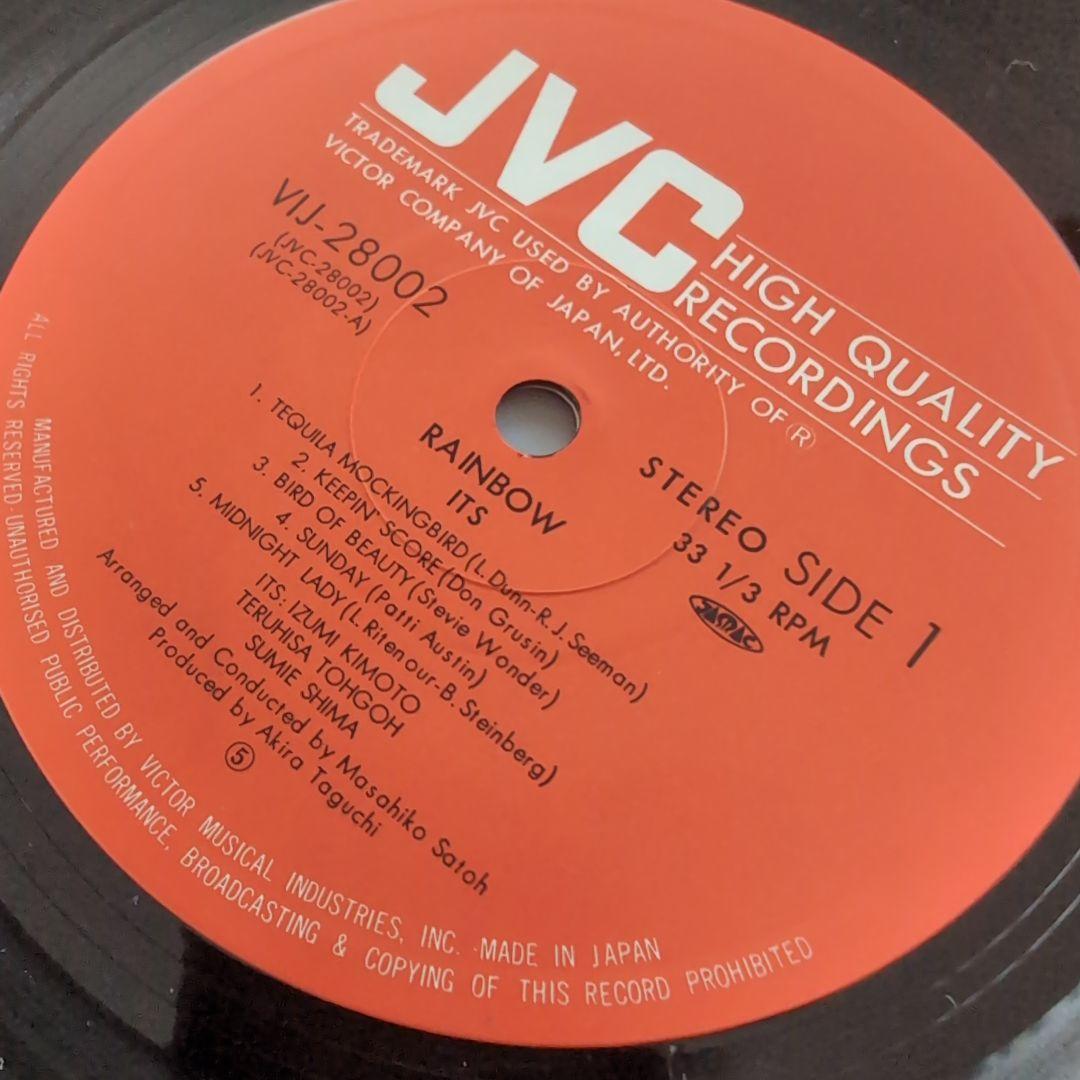 JVC
HIGH QUALITY
RECORDINGS
TRADEMARK JVC USED BY AUTHORITY OF Ⓡ
VICTOR COMPANY OF JAPAN, LTD.
VIJ-28002
(JVC-28002)
(JVC-28002-A)
STEREO SIDE 1
33 1/3 RPM
JASRAC
RAINBOW
ITS
1. TEQUILA MOCKINGBIRD (L. Dunn-R. J. Seeman)
2. KEEPIN' SCORE (Don Grusin)
3. BIRD OF BEAUTY (Stevie Wonder)
4. SUNDAY (Patti Austin)
5. MIDNIGHT LADY (L. Ritenour-B. Steinberg)
ITS: IZUMI KIMOTO
TERUHISA TOHGOH
SUMIE SHIMA
Arranged and Conducted by Masahiko Satoh
Produced by Akira Taguchi
⑤
MANUFACTURED AND DISTRIBUTED BY VICTOR MUSICAL INDUSTRIES, INC. ·MADE IN JAPAN
ALL RIGHTS RESERVED·UNAUTHORISED PUBLIC PERFORMANCE, BROADCASTING & COPYING OF THIS RECORD PROHIBITED